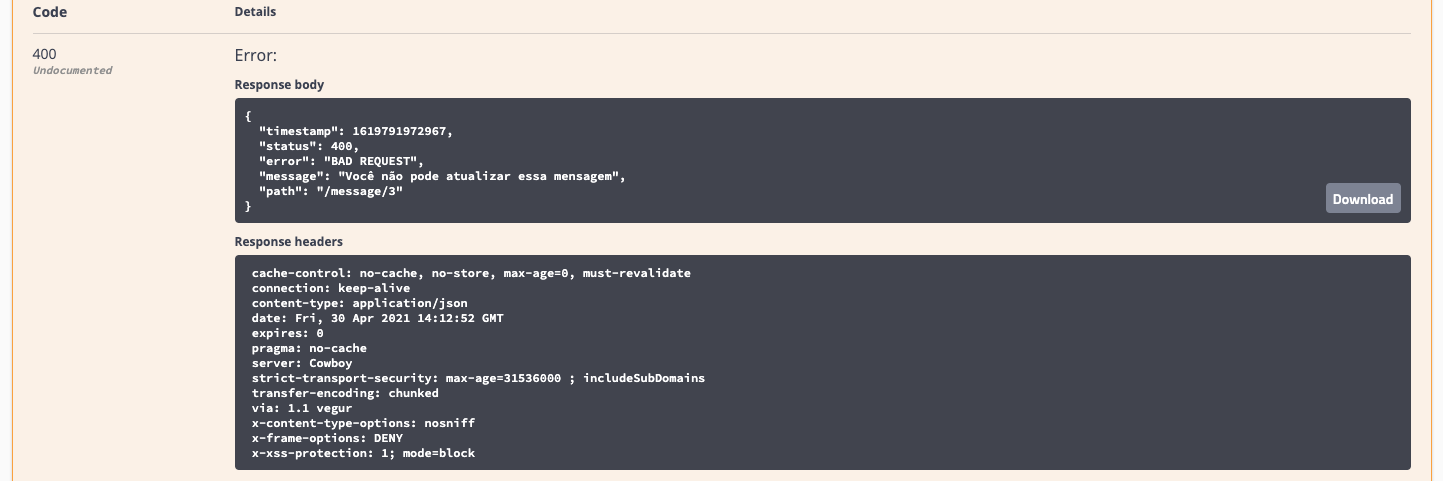 Code Details
400 Error:
Undocumented
Response body
{
"timestamp": 1619791972967,
"status": 400,
"error": "BAD REQUEST",
"message": "Você não pode atualizar essa mensagem",
"path": "/message/3"
}
Download
Response headers
cache-control: no-cache, no-store, max-age=0, must-revalidate
connection: keep-alive
content-type: application/json
date: Fri, 30 Apr 2021 14:12:52 GMT
expires: 0
pragma: no-cache
server: Cowboy
strict-transport-security: max-age=31536000 ; includeSubDomains
transfer-encoding: chunked
via: 1.1 vegur
x-content-type-options: nosniff
x-frame-options: DENY
x-xss-protection: 1; mode=block